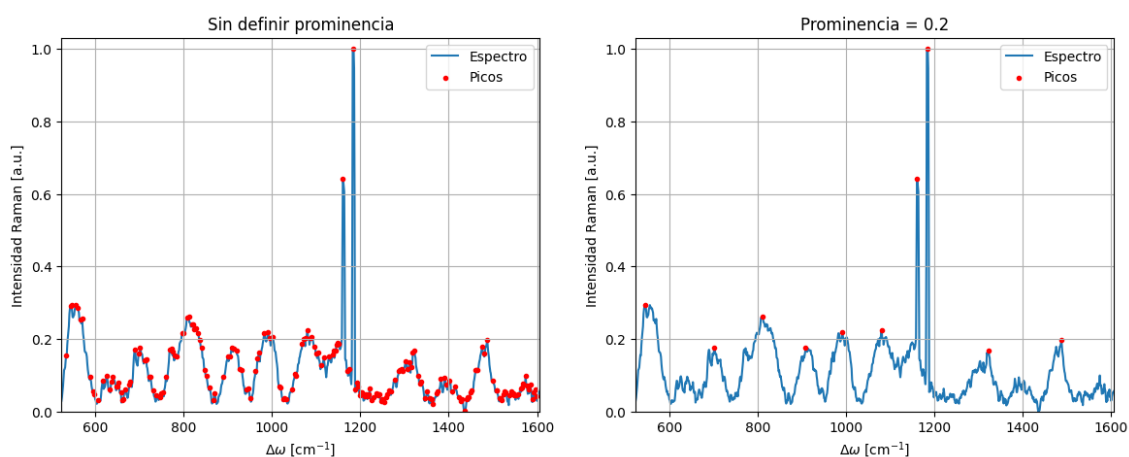 Sin definir prominencia
Espectro
Picos
Intensidad Raman [a.u.]
1.0
0.8
0.6
0.4
0.2
0.0
600 800 1000 1200 1400 1600
Δω [cm⁻¹]
Prominencia = 0.2
Espectro
Picos
Intensidad Raman [a.u.]
1.0
0.8
0.6
0.4
0.2
0.0
600 800 1000 1200 1400 1600
Δω [cm⁻¹]